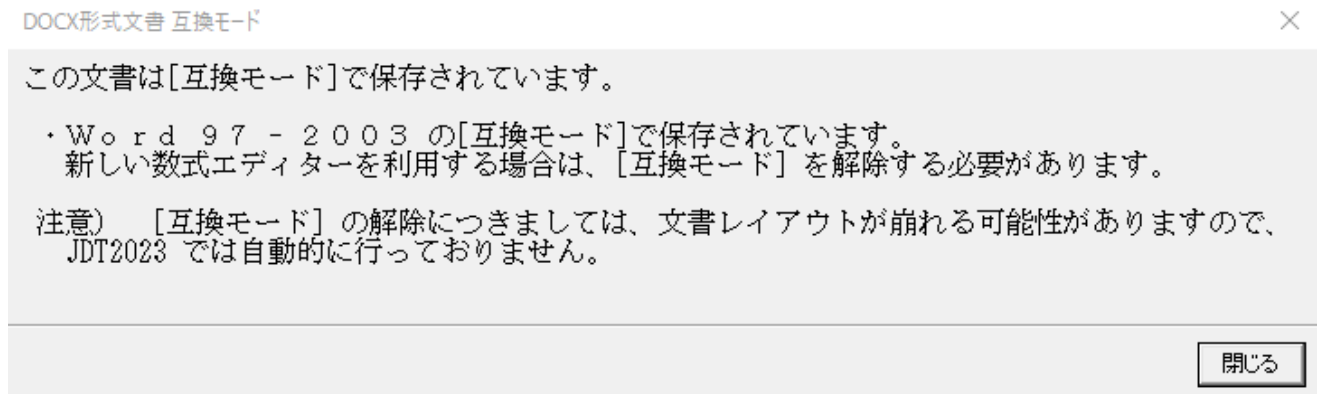 DOCX形式文書 互換モード
この文書は[互換モード]で保存されています。
・Ｗｏｒｄ ９７ － ２００３ の[互換モード]で保存されています。
新しい数式エディターを利用する場合は、[互換モード] を解除する必要があります。
注意） [互換モード] の解除につきましては、文書レイアウトが崩れる可能性がありますので、
JDT2023 では自動的に行っておりません。
閉じる